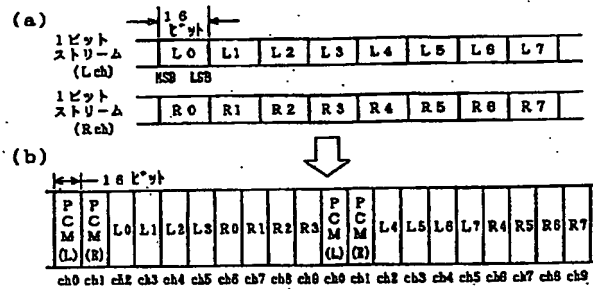 (a)
16
ビット
1ビット
ストリーム
(Lch)
L0 L1 L2 L3 L4 L5 L6 L7
MSB LSB
1ビット
ストリーム
(Rch)
R0 R1 R2 R3 R4 R5 R6 R7
(b)
16ビット
PCM(L) PCM(R) L0 L1 L2 L3 R0 R1 R2 R3 PCM(L) PCM(R) L4 L5 L6 L7 R4 R5 R6 R7
ch0 ch1 ch2 ch3 ch4 ch5 ch6 ch7 ch8 ch9 ch0 ch1 ch2 ch3 ch4 ch5 ch6 ch7 ch8 ch9